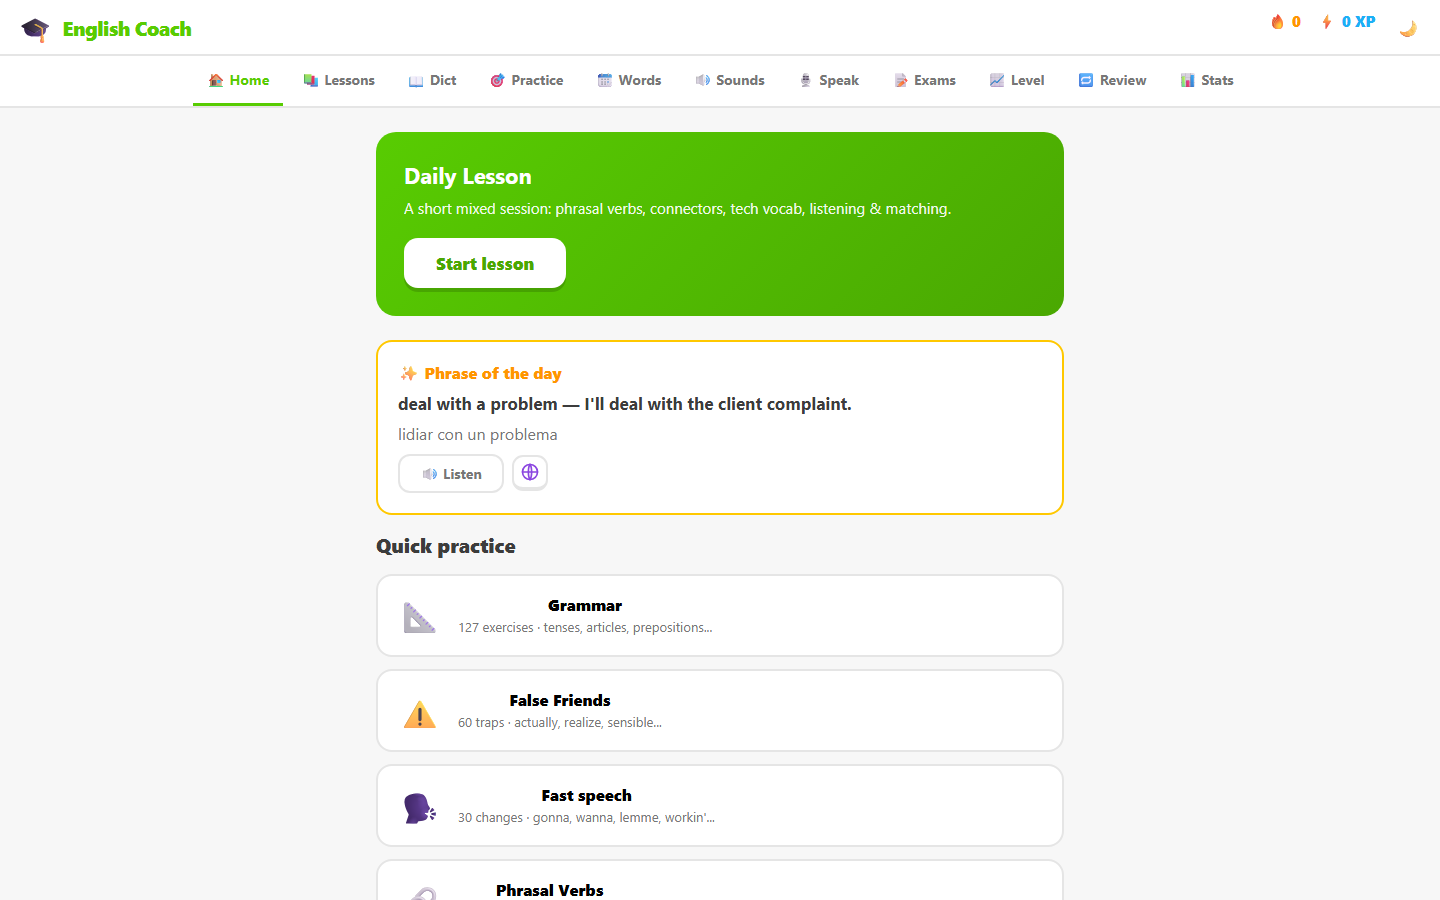 English Coach
0
0 XP
Home
Lessons
Dict
Practice
Words
Sounds
Speak
Exams
Level
Review
Stats
Daily Lesson
A short mixed session: phrasal verbs, connectors, tech vocab, listening & matching.
Start lesson
Phrase of the day
deal with a problem — I'll deal with the client complaint.
lidiar con un problema
Listen
Quick practice
Grammar
127 exercises · tenses, articles, prepositions...
False Friends
60 traps · actually, realize, sensible...
Fast speech
30 changes · gonna, wanna, lemme, workin'...
Phrasal Verbs